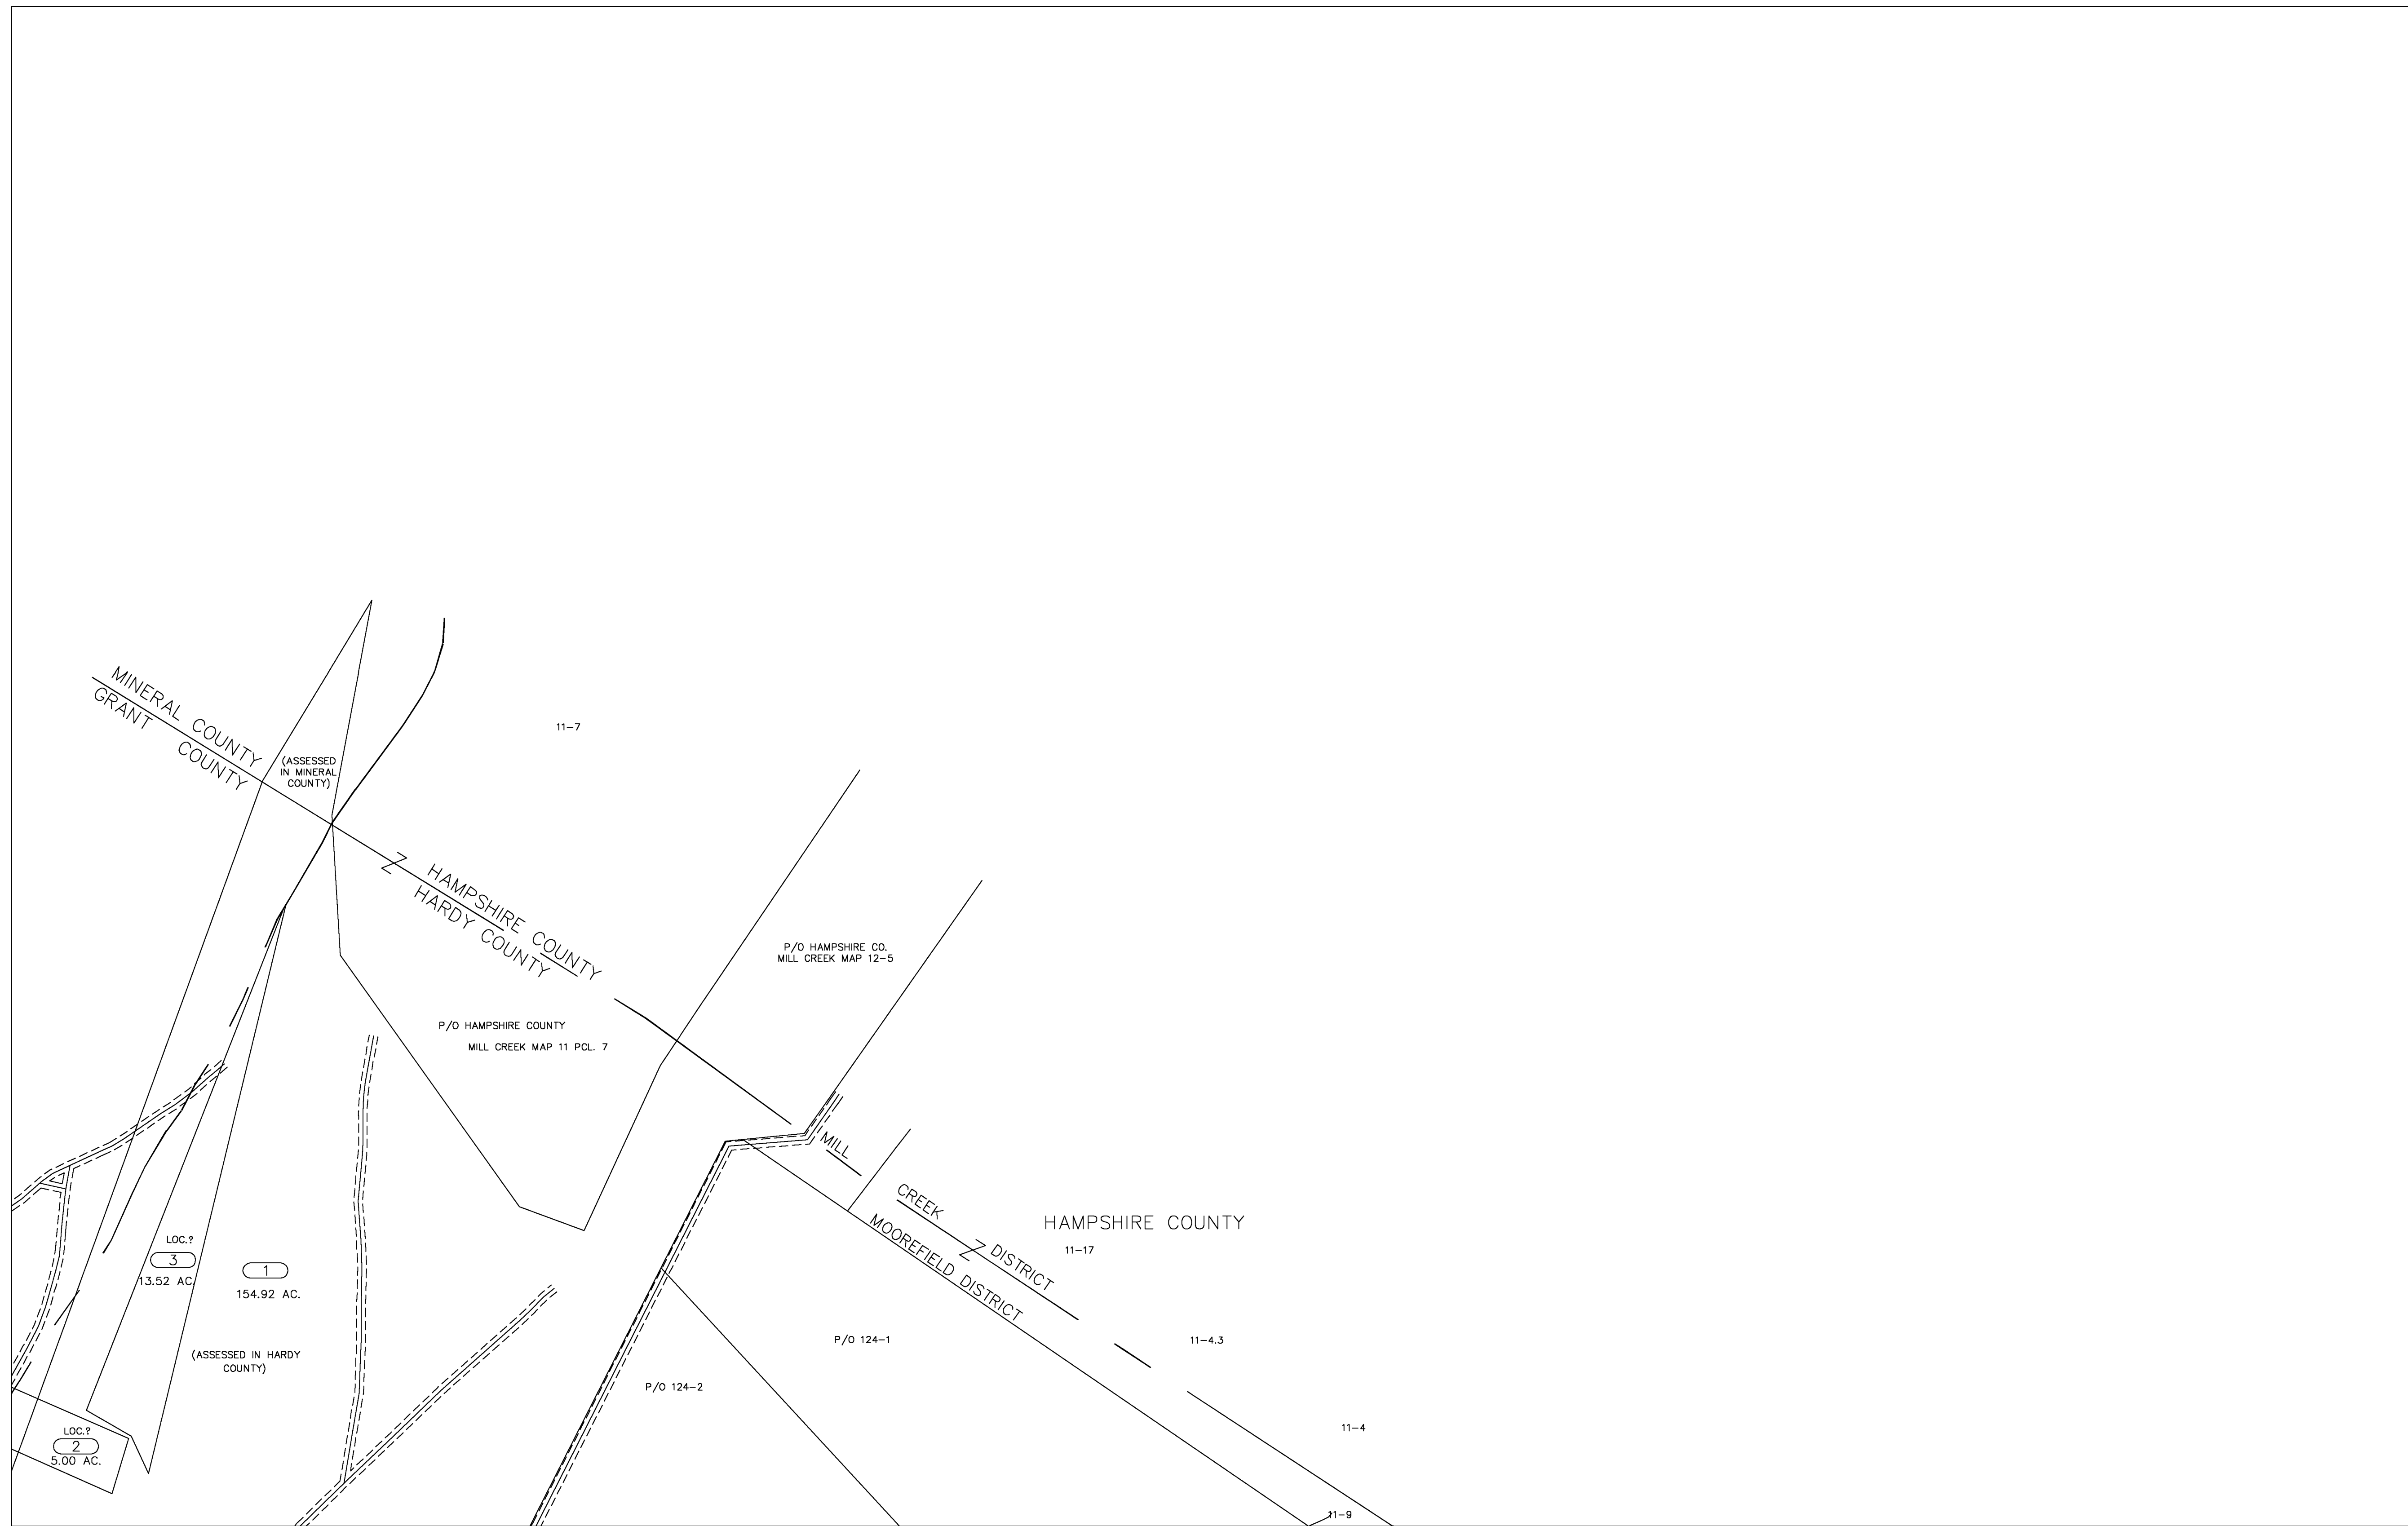 MINERAL COUNTY
GRANT COUNTY
(ASSESSED
IN MINERAL
COUNTY)
11-7
HAMPSHIRE COUNTY
HARDY COUNTY
P/O HAMPSHIRE CO.
MILL CREEK MAP 12-5
P/O HAMPSHIRE COUNTY
MILL CREEK MAP 11 PCL. 7
MILL CREEK DISTRICT
MOOREFIELD DISTRICT
HAMPSHIRE COUNTY
11-17
LOC.?
3
13.52 AC.
1
154.92 AC.
(ASSESSED IN HARDY
COUNTY)
P/O 124-1
11-4.3
P/O 124-2
11-4
LOC.?
2
5.00 AC.
11-9